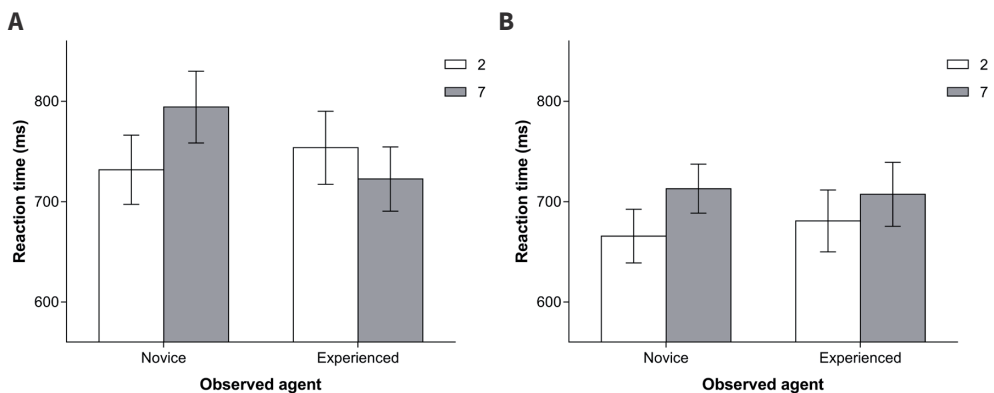 A
2
7
800
700
600
Reaction time (ms)
Novice
Experienced
Observed agent
B
2
7
800
700
600
Reaction time (ms)
Novice
Experienced
Observed agent